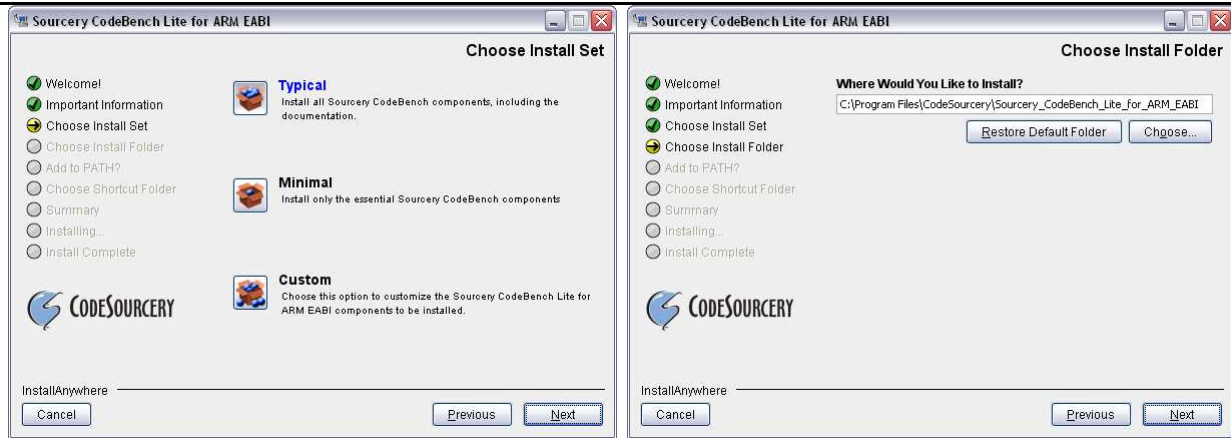 Sourcery CodeBench Lite for ARM EABI
Choose Install Set
Welcome!
Important Information
Choose Install Set
Choose Install Folder
Add to PATH?
Choose Shortcut Folder
Summary
Installing...
Install Complete
CODESOURCERY
Typical
Install all Sourcery CodeBench components, including the
documentation.
Minimal
Install only the essential Sourcery CodeBench components
Custom
Choose this option to customize the Sourcery CodeBench Lite for
ARM EABI components to be installed.
InstallAnywhere
Cancel
Previous
Next
Sourcery CodeBench Lite for ARM EABI
Choose Install Folder
Welcome!
Important Information
Choose Install Set
Choose Install Folder
Add to PATH?
Choose Shortcut Folder
Summary
Installing...
Install Complete
CODESOURCERY
Where Would You Like to Install?
C:\Program Files\CodeSourcery\Sourcery_CodeBench_Lite_for_ARM_EABI
Restore Default Folder
Choose...
InstallAnywhere
Cancel
Previous
Next